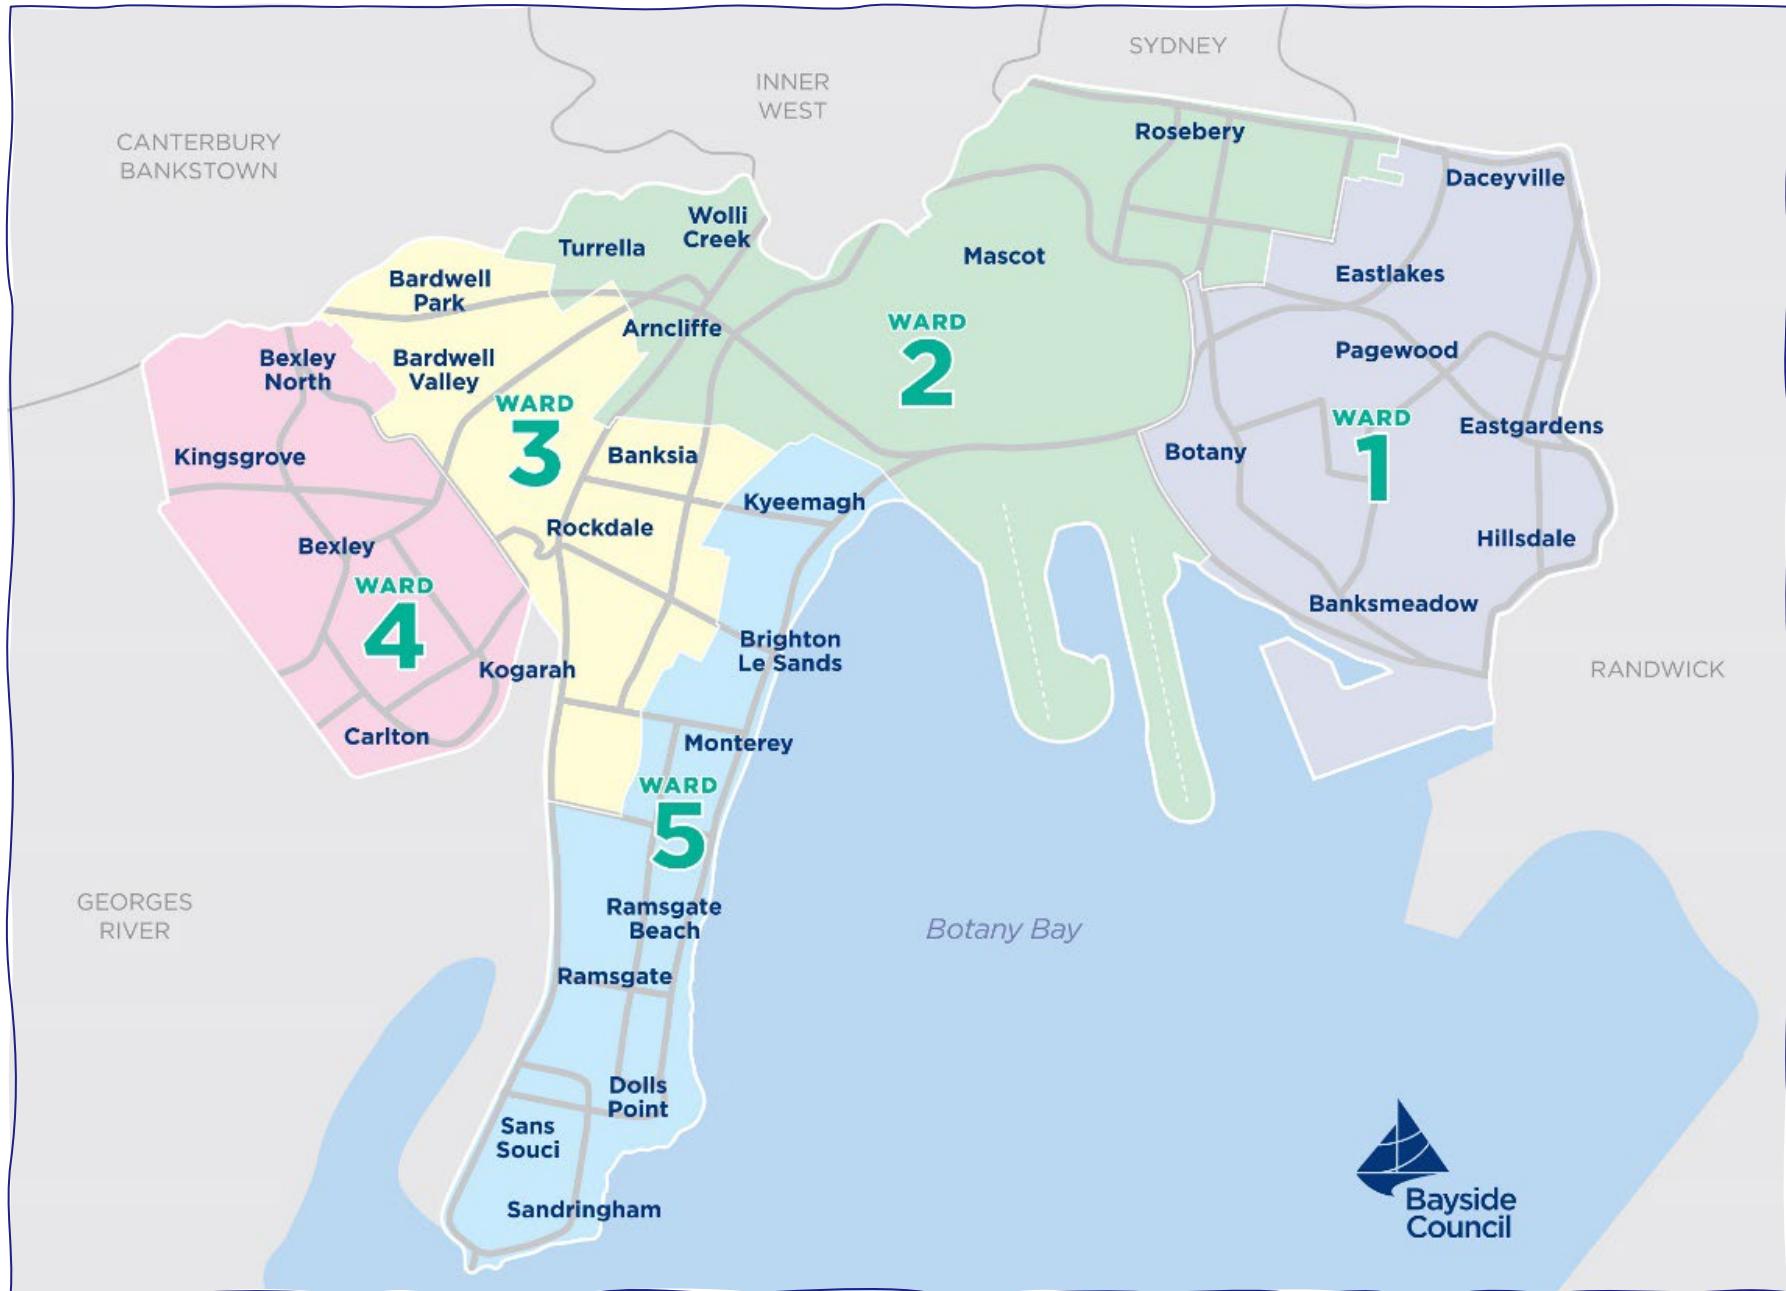 SYDNEY
INNER
WEST
CANTERBURY
BANKSTOWN
Rosebery
Daceyville
Wolli
Creek
Turrella
Mascot
Eastlakes
Bardwell
Park
Arncliffe
WARD
2
Pagewood
Bexley
North
Bardwell
Valley
WARD
3
WARD
1
Eastgardens
Botany
Kingsgrove
Banksia
Kyeemagh
Rockdale
Hillsdale
Bexley
WARD
4
Banksmeadow
Brighton
Le Sands
Kogarah
RANDWICK
Carlton
Monterey
WARD
5
GEORGES
RIVER
Ramsgate
Beach
Botany Bay
Ramsgate
Dolls
Point
Sans
Souci
Sandringham
Bayside
Council